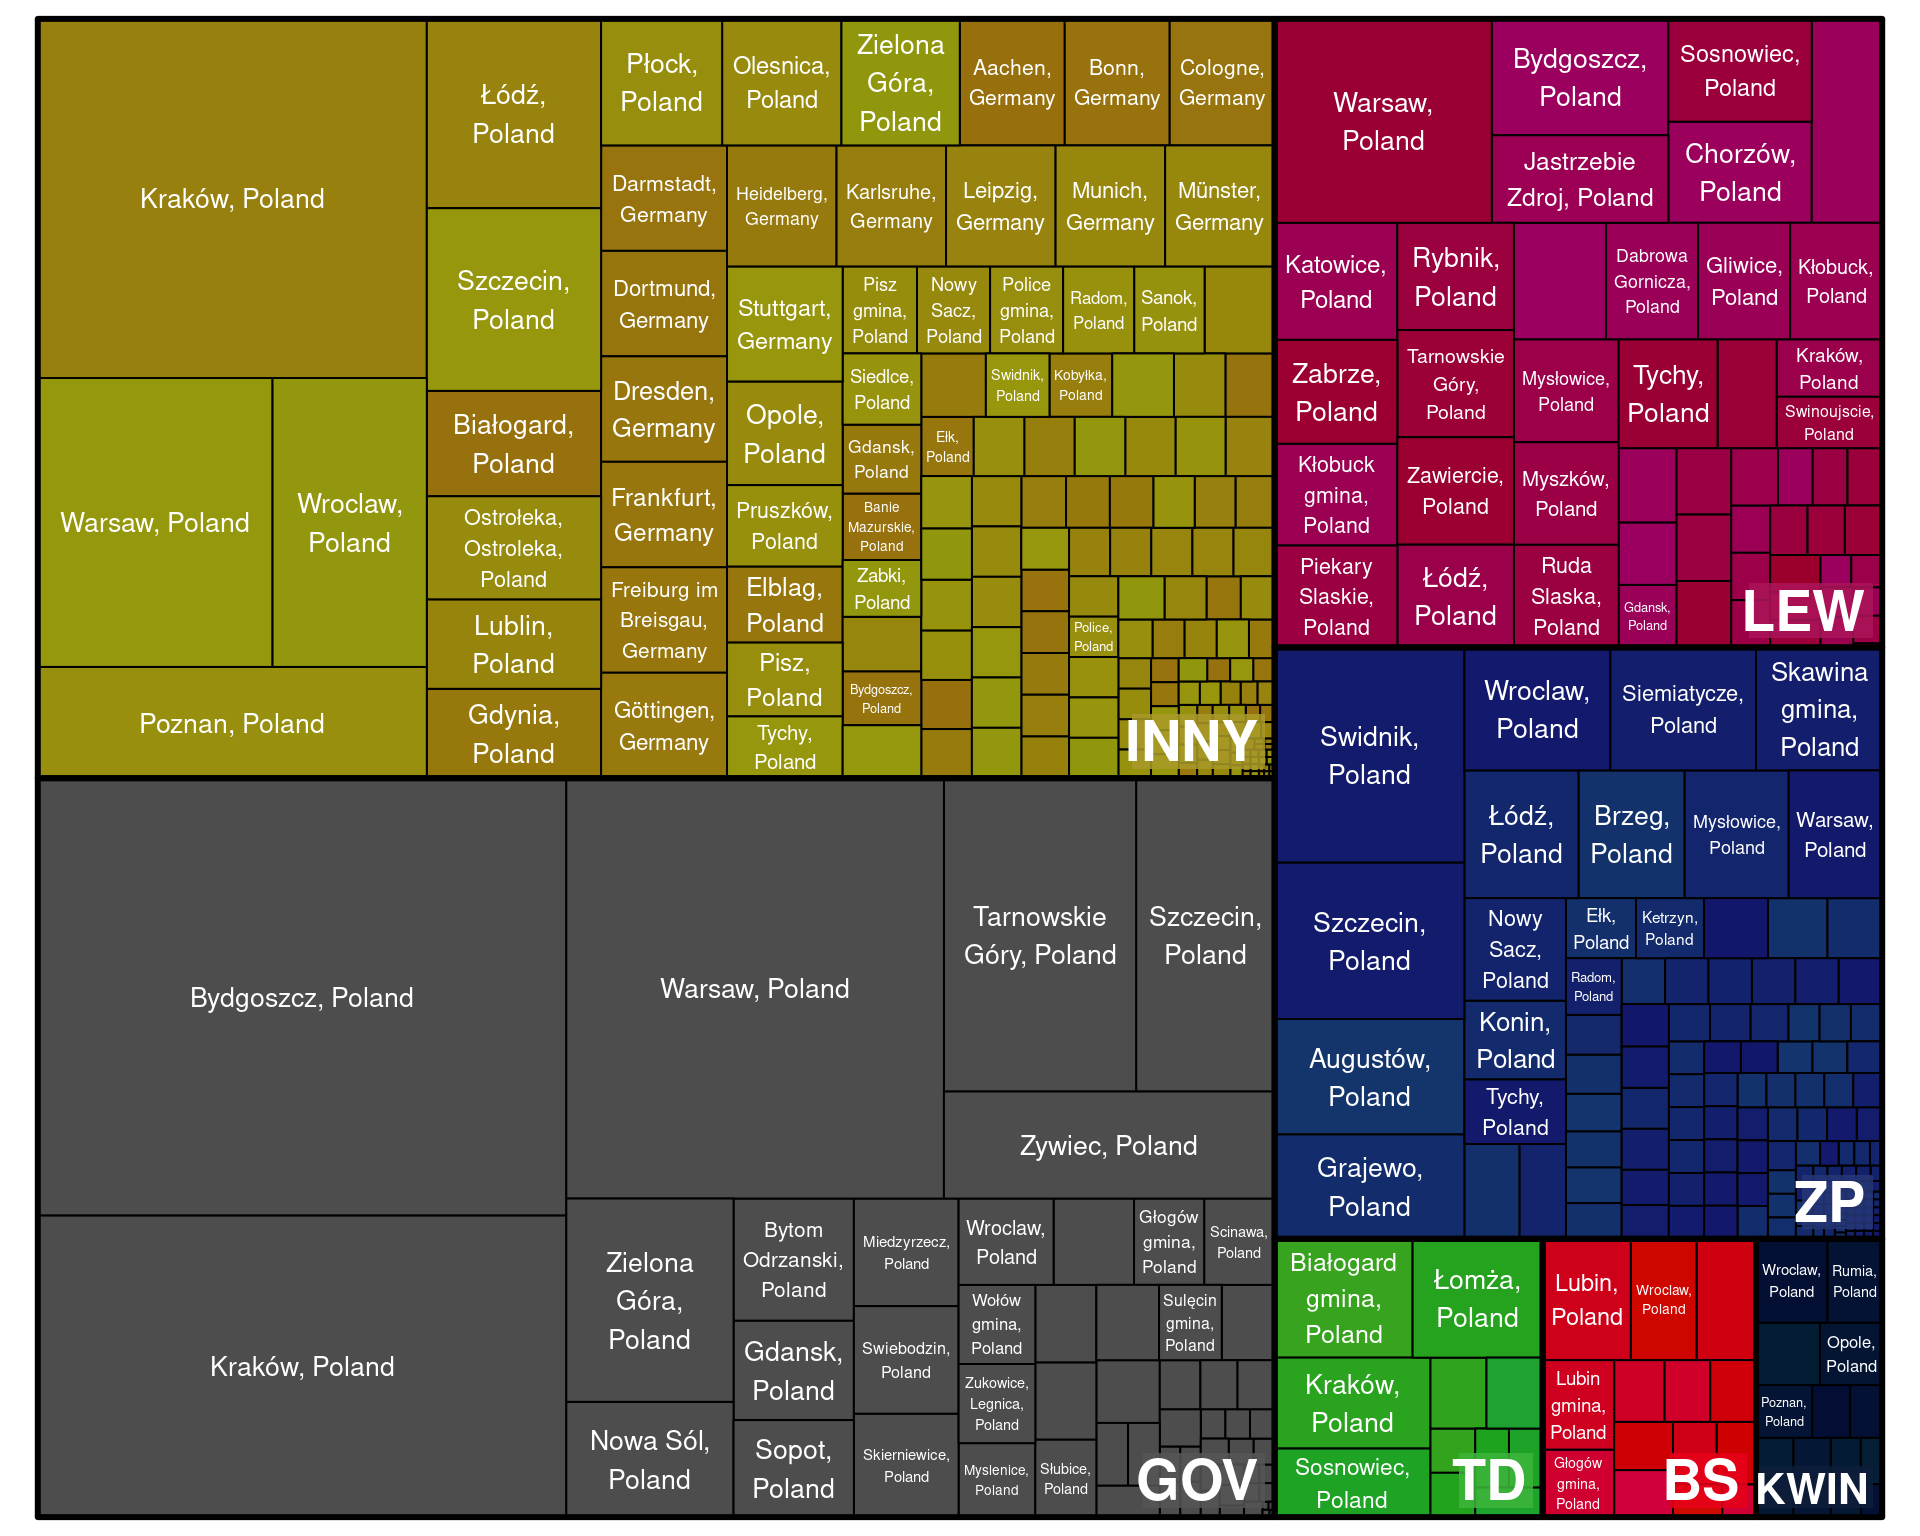 Kraków, Poland
Warsaw, Poland
Wroclaw,
Poland
Poznan, Poland
Łódź,
Poland
Szczecin,
Poland
Białogard,
Poland
Ostrołeka,
Ostroleka,
Poland
Lublin,
Poland
Gdynia,
Poland
Płock,
Poland
Olesnica,
Poland
Zielona
Góra,
Poland
Aachen,
Germany
Bonn,
Germany
Cologne,
Germany
Darmstadt,
Germany
Heidelberg,
Germany
Karlsruhe,
Germany
Leipzig,
Germany
Munich,
Germany
Münster,
Germany
Dortmund,
Germany
Dresden,
Germany
Frankfurt,
Germany
Freiburg im
Breisgau,
Germany
Göttingen,
Germany
Stuttgart,
Germany
Opole,
Poland
Pruszków,
Poland
Elblag,
Poland
Pisz,
Poland
Tychy,
Poland
Pisz
gmina,
Poland
Nowy
Sacz,
Poland
Police
gmina,
Poland
Radom,
Poland
Sanok,
Poland
Siedlce,
Poland
Gdansk,
Poland
Banie
Mazurskie,
Poland
Zabki,
Poland
Bydgoszcz,
Poland
Swidnik,
Poland
Kobyłka,
Poland
Ełk,
Poland
Police,
Poland
INNY
Warsaw,
Poland
Bydgoszcz,
Poland
Jastrzebie
Zdroj, Poland
Sosnowiec,
Poland
Chorzów,
Poland
Katowice,
Poland
Zabrze,
Poland
Kłobuck
gmina,
Poland
Piekary
Slaskie,
Poland
Rybnik,
Poland
Tarnowskie
Góry,
Poland
Zawiercie,
Poland
Łódź,
Poland
Dabrowa
Gornicza,
Poland
Gliwice,
Poland
Kłobuck,
Poland
Mysłowice,
Poland
Myszków,
Poland
Ruda
Slaska,
Poland
Tychy,
Poland
Kraków,
Poland
Swinoujscie,
Poland
Gdansk,
Poland
LEW
Bydgoszcz, Poland
Kraków, Poland
Warsaw, Poland
Tarnowskie
Góry, Poland
Szczecin,
Poland
Zywiec, Poland
Zielona
Góra,
Poland
Nowa Sól,
Poland
Bytom
Odrzanski,
Poland
Gdansk,
Poland
Sopot,
Poland
Miedzyrzecz,
Poland
Swiebodzin,
Poland
Skierniewice,
Poland
Wroclaw,
Poland
Głogów
gmina,
Poland
Scinawa,
Poland
Wołów
gmina,
Poland
Zukowice,
Legnica,
Poland
Myslenice,
Poland
Słubice,
Poland
Sulęcin
gmina,
Poland
GOV
Swidnik,
Poland
Szczecin,
Poland
Augustów,
Poland
Grajewo,
Poland
Wroclaw,
Poland
Siemiatycze,
Poland
Skawina
gmina,
Poland
Łódź,
Poland
Brzeg,
Poland
Mysłowice,
Poland
Warsaw,
Poland
Nowy
Sacz,
Poland
Konin,
Poland
Tychy,
Poland
Ełk,
Poland
Ketrzyn,
Poland
Radom,
Poland
ZP
Białogard
gmina,
Poland
Łomża,
Poland
Kraków,
Poland
Sosnowiec,
Poland
TD
Lubin,
Poland
Wroclaw,
Poland
Lubin
gmina,
Poland
Głogów
gmina,
Poland
BS
Wroclaw,
Poland
Rumia,
Poland
Opole,
Poland
Poznan,
Poland
KWIN